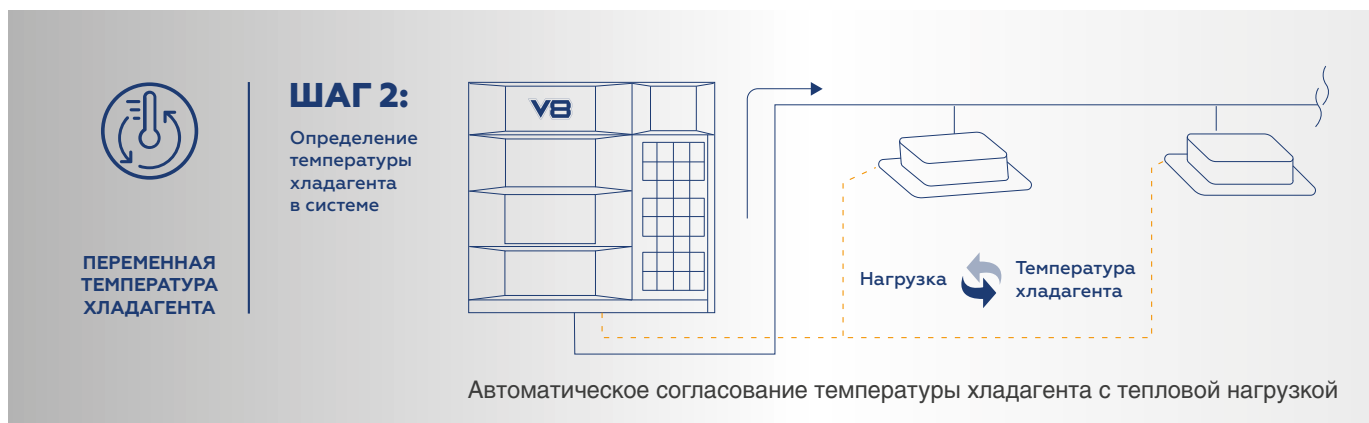 ПЕРЕМЕННАЯ
ТЕМПЕРАТУРА
ХЛАДАГЕНТА
ШАГ 2:
Определение
температуры
хладагента
в системе
V8
Нагрузка
Температура
хладагента
Автоматическое согласование температуры хладагента с тепловой нагрузкой